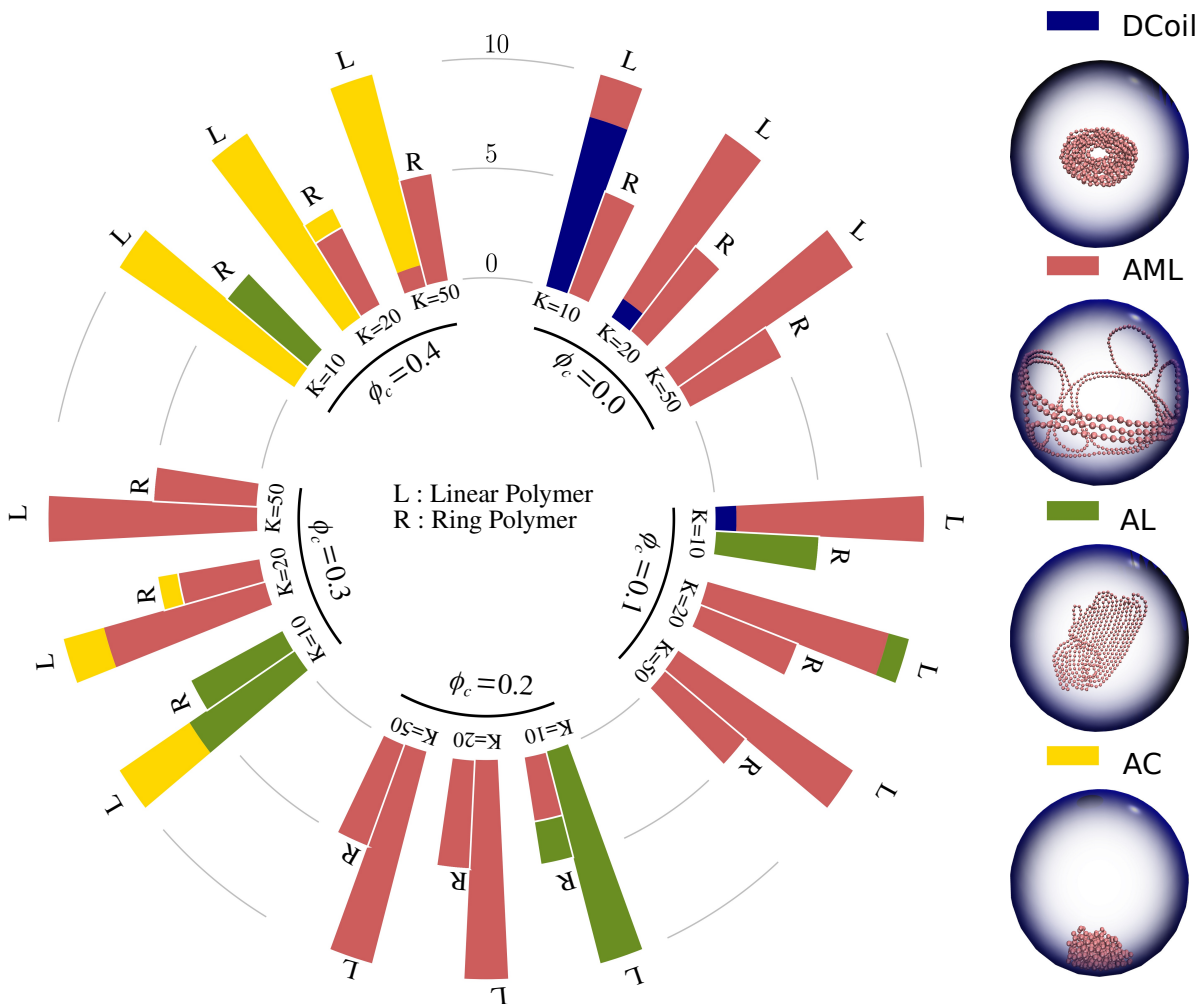 10
5
0
L
R
K=10
L
R
K=20
L
R
K=50
ϕc=0.0
L
R
K=10
L
R
K=20
L
R
K=50
ϕc=0.1
L
R
K=10
L
R
K=20
L
R
K=50
ϕc=0.2
L
R
K=10
L
R
K=20
L
R
K=50
ϕc=0.3
L
R
K=10
L
R
K=20
L
R
K=50
ϕc=0.4
L : Linear Polymer
R : Ring Polymer
DCoil
AML
AL
AC